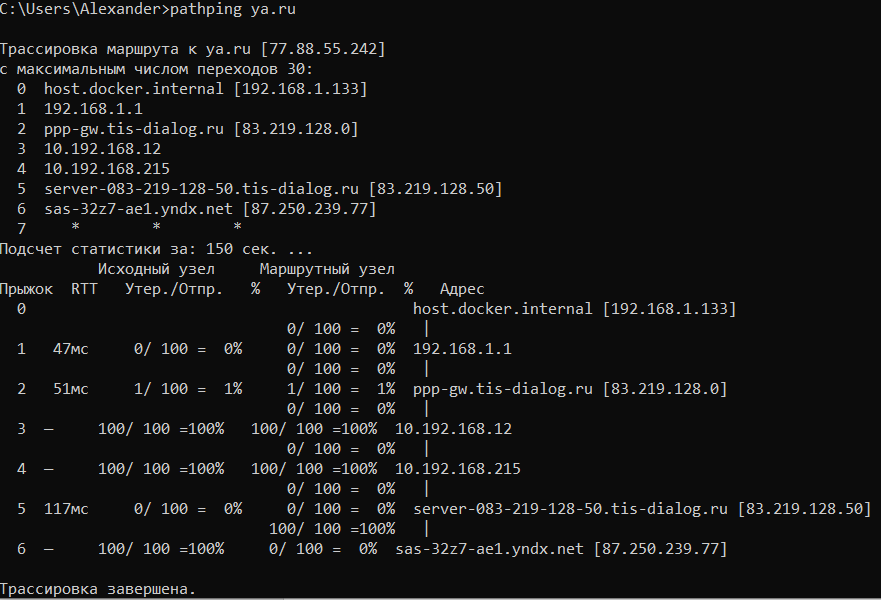 C:\Users\Alexander>pathping ya.ru
Трассировка маршрута к ya.ru [77.88.55.242]
с максимальным числом переходов 30:
  0  host.docker.internal [192.168.1.133]
  1  192.168.1.1
  2  ppp-gw.tis-dialog.ru [83.219.128.0]
  3  10.192.168.12
  4  10.192.168.215
  5  server-083-219-128-50.tis-dialog.ru [83.219.128.50]
  6  sas-32z7-ae1.yndx.net [87.250.239.77]
  7     *        *        *
Подсчет статистики за: 150 сек. ...
           Исходный узел     Маршрутный узел
Прыжок  RTT   Утер./Отпр.   %   Утер./Отпр.  %   Адрес
  0                                           host.docker.internal [192.168.1.133]
                                0/ 100 =  0%   |
  1   47мс     0/ 100 =  0%     0/ 100 =  0%  192.168.1.1
                                0/ 100 =  0%   |
  2   51мс     1/ 100 =  1%     1/ 100 =  1%  ppp-gw.tis-dialog.ru [83.219.128.0]
                                0/ 100 =  0%   |
  3  —     100/ 100 =100%   100/ 100 =100%  10.192.168.12
                                0/ 100 =  0%   |
  4  —     100/ 100 =100%   100/ 100 =100%  10.192.168.215
                                0/ 100 =  0%   |
  5  117мс     0/ 100 =  0%     0/ 100 =  0%  server-083-219-128-50.tis-dialog.ru [83.219.128.50]
                              100/ 100 =100%   |
  6  —     100/ 100 =100%     0/ 100 =  0%  sas-32z7-ae1.yndx.net [87.250.239.77]
Трассировка завершена.